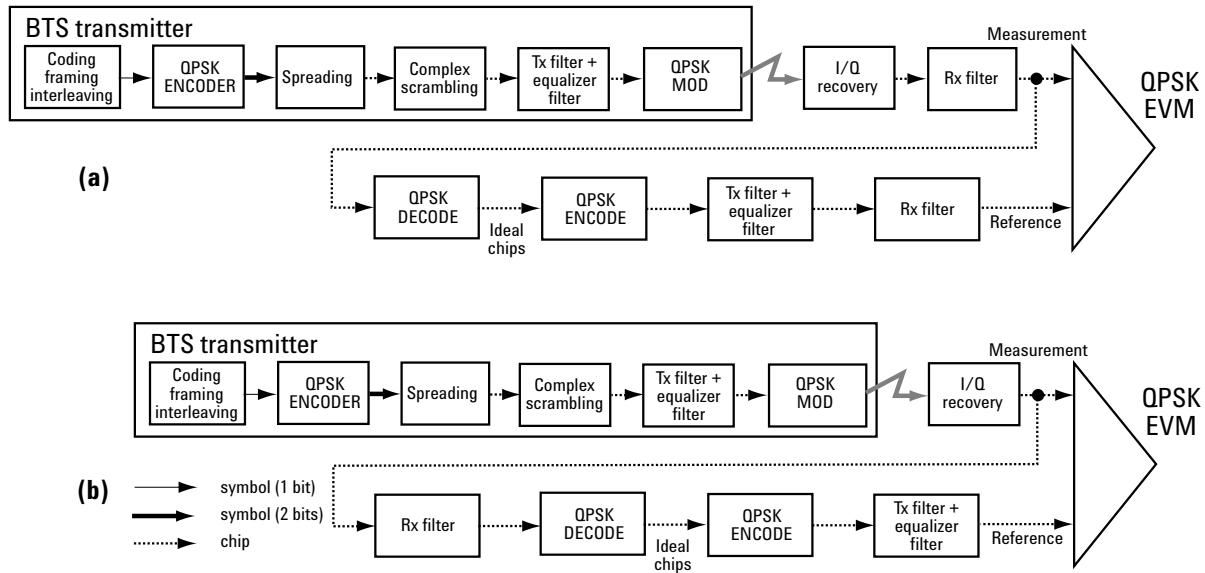 BTS transmitter
Coding
framing
interleaving
QPSK
ENCODER
Spreading
Complex
scrambling
Tx filter +
equalizer
filter
QPSK
MOD
I/Q
recovery
Rx filter
Measurement
QPSK
EVM
(a)
QPSK
DECODE
Ideal
chips
QPSK
ENCODE
Tx filter +
equalizer
filter
Rx filter
Reference
BTS transmitter
Coding
framing
interleaving
QPSK
ENCODER
Spreading
Complex
scrambling
Tx filter +
equalizer
filter
QPSK
MOD
I/Q
recovery
Measurement
QPSK
EVM
(b)
symbol (1 bit)
symbol (2 bits)
chip
Rx filter
QPSK
DECODE
Ideal
chips
QPSK
ENCODE
Tx filter +
equalizer
filter
Reference